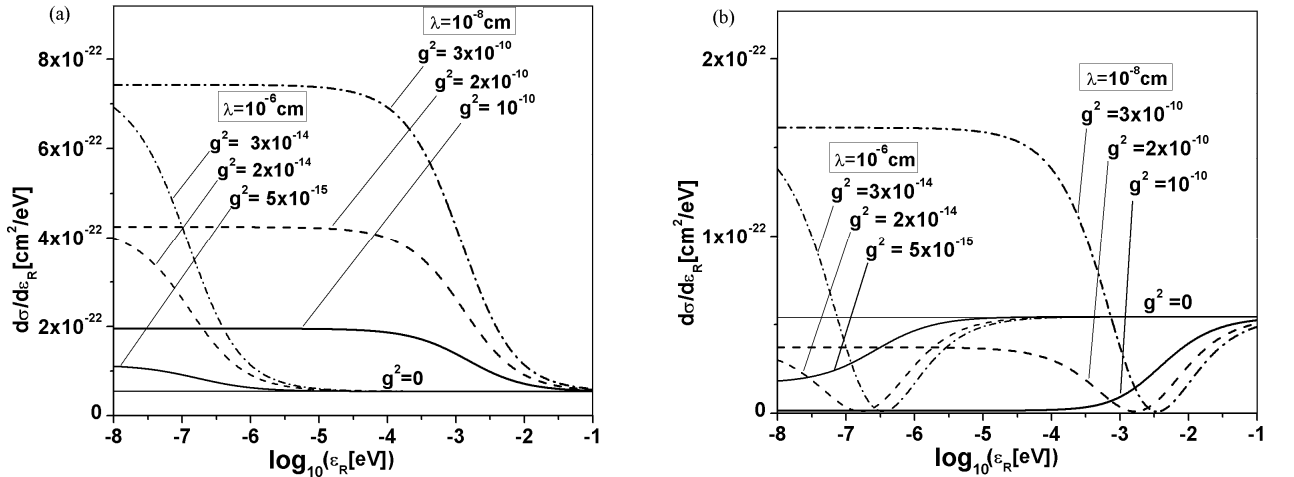 (a)
dσ/dεR[cm²/eV]
8x10⁻²²
6x10⁻²²
4x10⁻²²
2x10⁻²²
0
λ=10⁻⁸cm
g²= 3x10⁻¹⁰
g²= 2x10⁻¹⁰
g²= 10⁻¹⁰
λ=10⁻⁶cm
g²= 3x10⁻¹⁴
g²= 2x10⁻¹⁴
g²= 5x10⁻¹⁵
g²=0
-8 -7 -6 -5 -4 -3 -2 -1
log₁₀(εR[eV])
(b)
dσ/dεR[cm²/eV]
2x10⁻²²
1x10⁻²²
0
λ=10⁻⁸cm
g²=3x10⁻¹⁰
g²=2x10⁻¹⁰
g²=10⁻¹⁰
λ=10⁻⁶cm
g²=3x10⁻¹⁴
g²= 2x10⁻¹⁴
g²= 5x10⁻¹⁵
g²=0
-8 -7 -6 -5 -4 -3 -2 -1
log₁₀(εR[eV])